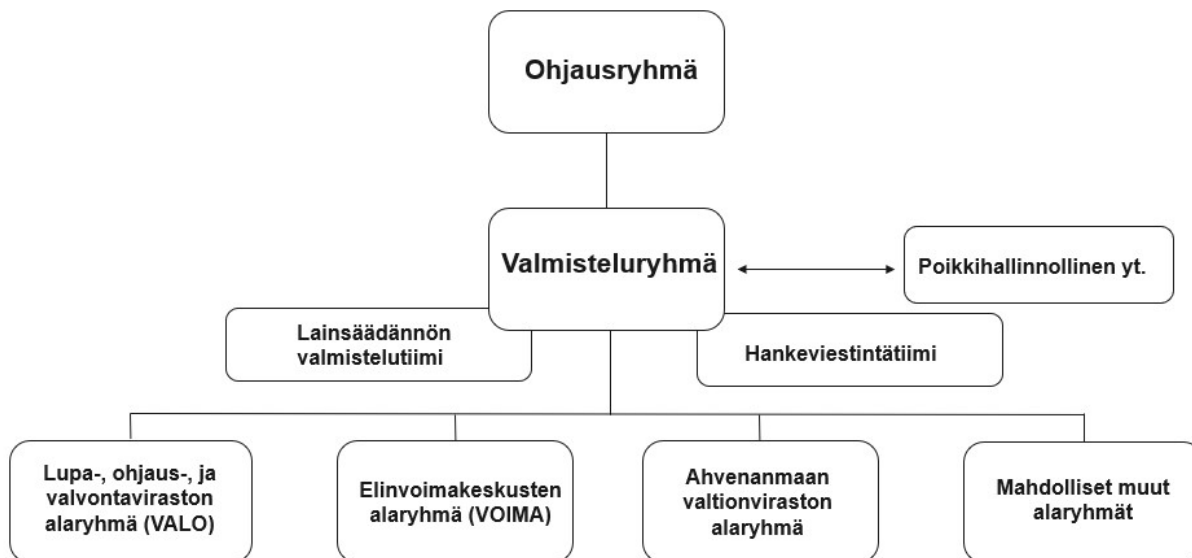 Ohjausryhmä
Valmisteluryhmä
Poikkihallinnollinen yt.
Lainsäädännön
valmistelutiimi
Hankeviestintätiimi
Lupa-, ohjaus-, ja
valvontaviraston
alaryhmä (VALO)
Elinvoimakeskusten
alaryhmä (VOIMA)
Ahvenanmaan
valtionviraston
alaryhmä
Mahdolliset muut
alaryhmät